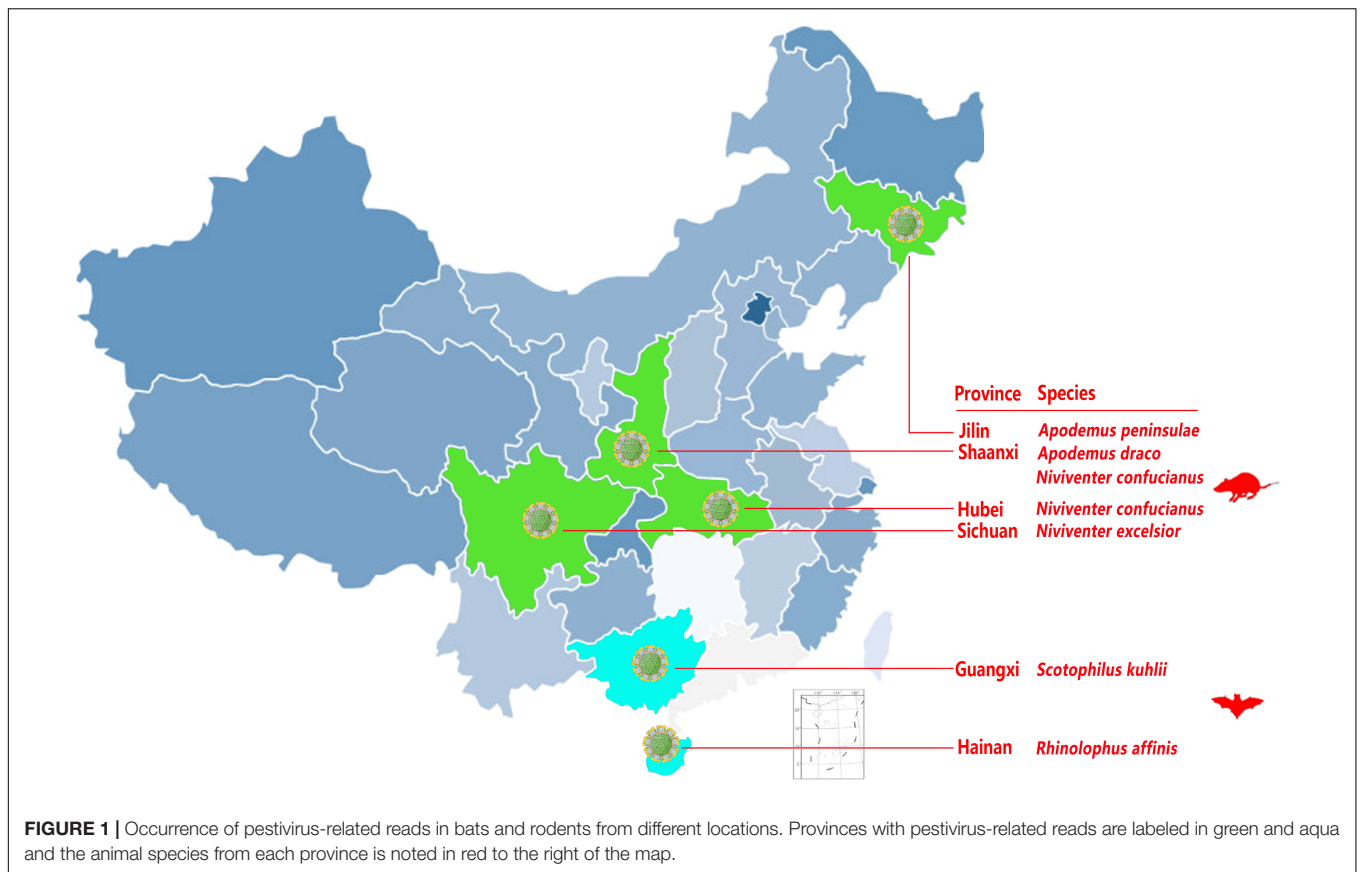 Province Species
Jilin Apodemus peninsulae
Shaanxi Apodemus draco
Niviventer confucianus
Hubei Niviventer confucianus
Sichuan Niviventer excelsior
Guangxi Scotophilus kuhlii
Hainan Rhinolophus affinis
FIGURE 1 | Occurrence of pestivirus-related reads in bats and rodents from different locations. Provinces with pestivirus-related reads are labeled in green and aqua
and the animal species from each province is noted in red to the right of the map.